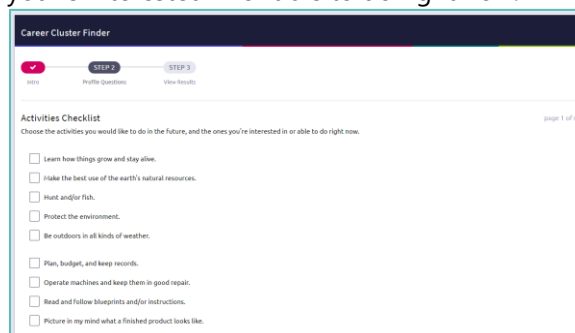 Career Cluster Finder
STEP 2
STEP 3
Intro
Profile Questions
View Results
Activities Checklist
page 1 of
Choose the activities you would like to do in the future, and the ones you're interested in or able to do right now.
Learn how things grow and stay alive.
Make the best use of the earth's natural resources.
Hunt and/or fish.
Protect the environment.
Be outdoors in all kinds of weather.
Plan, budget, and keep records.
Operate machines and keep them in good repair.
Read and follow blueprints and/or instructions.
Picture in my mind what a finished product looks like.